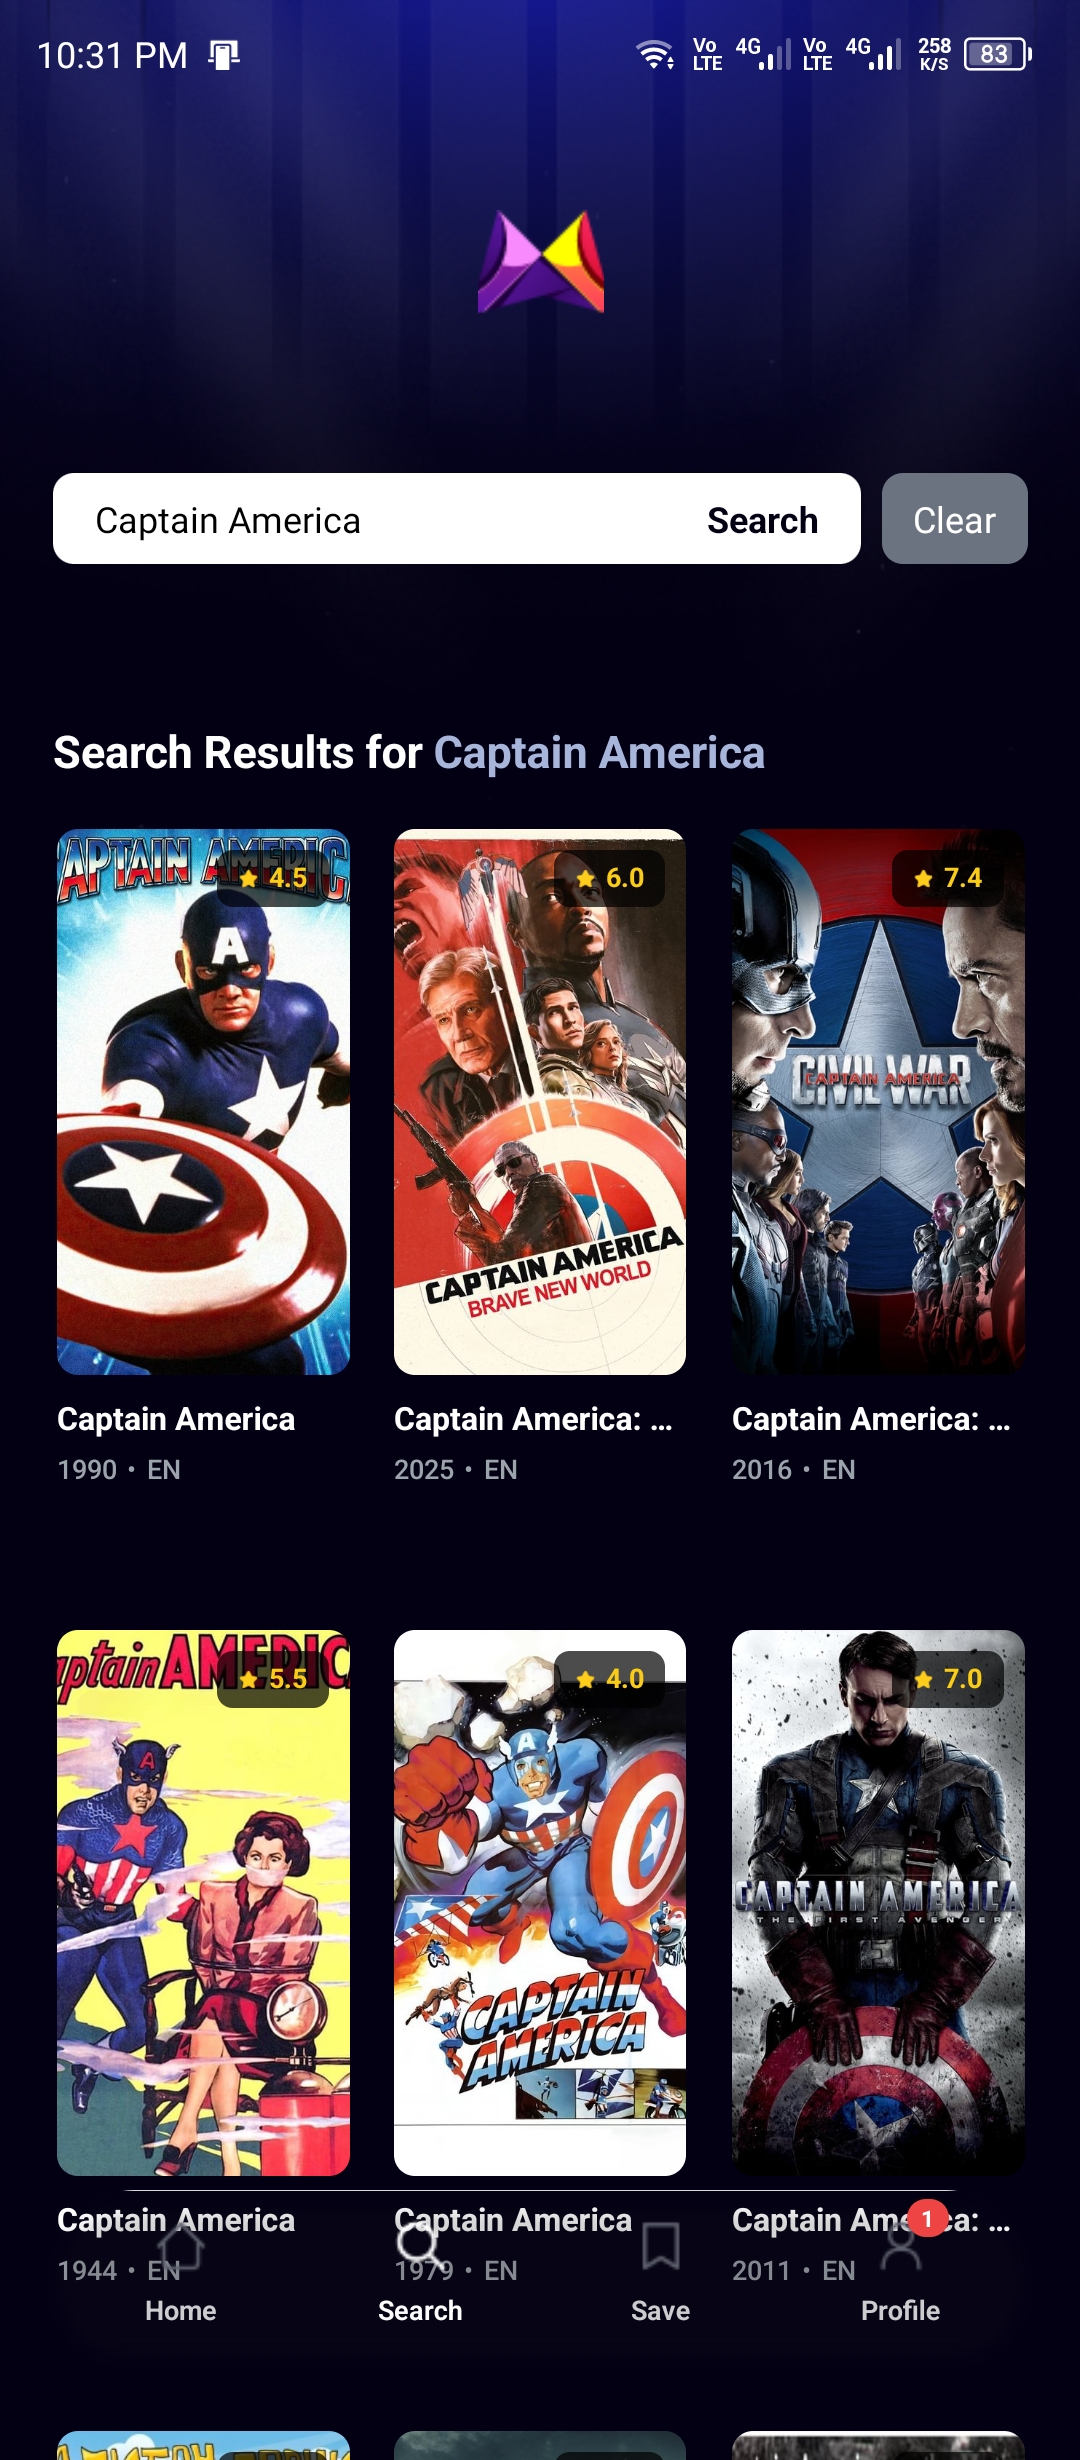 10:31 PM
Vo LTE 4G Vo LTE 4G 258 K/S 83
Captain America Search Clear
Search Results for Captain America
4.5 6.0 7.4
A
CIVIL WAR
CAPTAIN AMERICA
CAPTAIN AMERICA
BRAVE NEW WORLD
Captain America Captain America: ... Captain America: ...
1990 • EN 2025 • EN 2016 • EN
aptain AMERIC
5.5 4.0 7.0
A
A
CAPTAIN AMERICA
THE FIRST AVENGER
CAPTAIN
AMERICA
Captain America Captain America Captain Ame ca: ...
1
1944 • EN 1979 • EN 2011 • EN
Home Search Save Profile